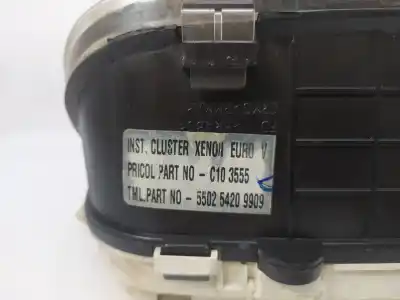 INST. CLUSTER XENON EURO V
PRICOL PART NO - C10 3555
TML.PART NO - 5502 5420 9909